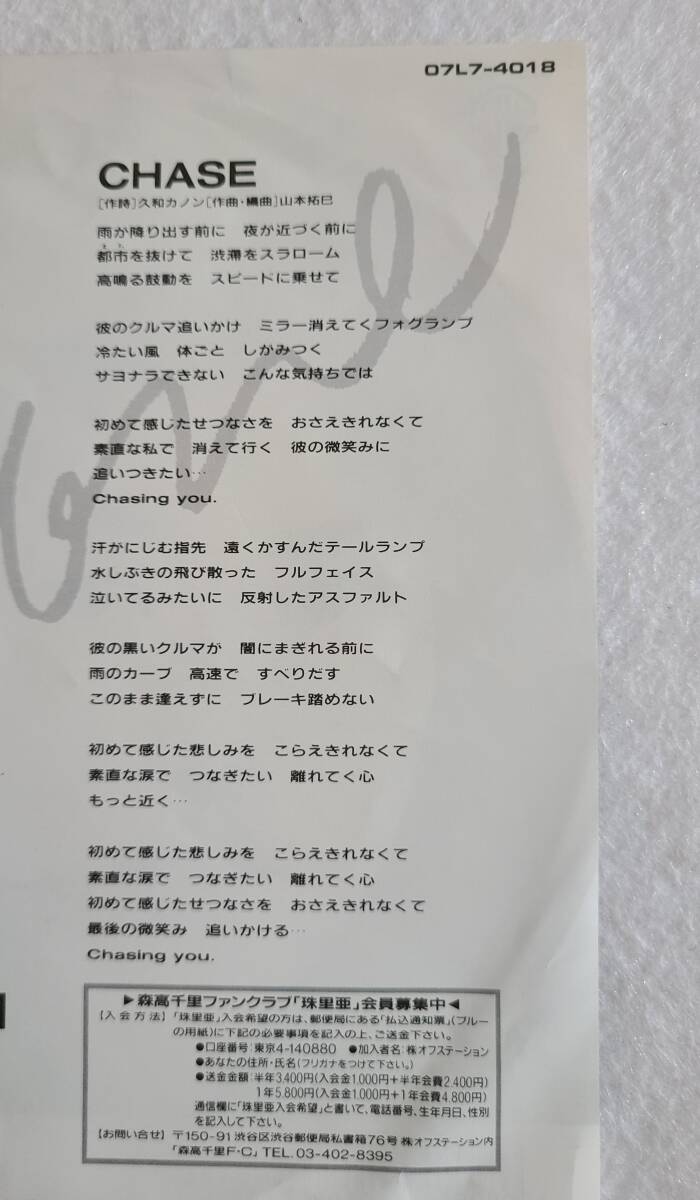 07L7-4018
CHASE
[作詩]久和カノン[作曲・編曲]山本拓巳
雨が降り出す前に　夜が近づく前に
都市を抜けて　渋滞をスラローム
高鳴る鼓動を　スピードに乗せて
彼のクルマ追いかけ　ミラー消えてくフォグランプ
冷たい風　体ごと　しがみつく
サヨナラできない　こんな気持ちでは
初めて感じたせつなさを　おさえきれなくて
素直な私で　消えて行く　彼の微笑みに
追いつきたい…
Chasing you.
汗がにじむ指先　遠くかすんだテールランプ
水しぶきの飛び散った　フルフェイス
泣いてるみたいに　反射したアスファルト
彼の黒いクルマが　闇にまぎれる前に
雨のカーブ　高速で　すべりだす
このまま逢えずに　ブレーキ踏めない
初めて感じた悲しみを　こらえきれなくて
素直な涙で　つなぎたい　離れてく心
もっと近く…
初めて感じた悲しみを　こらえきれなくて
素直な涙で　つなぎたい　離れてく心
初めて感じたせつなさを　おさえきれなくて
最後の微笑み　追いかける…
Chasing you.
▶森高千里ファンクラブ「珠里亜」会員募集中◀
【入会方法】「珠里亜」入会希望の方は、郵便局にある「払込通知票」(ブルー
の用紙)に下記の必要事項を記入の上、ご送金下さい。
●口座番号：東京4-140880　●加入者名：㈱オフステーション
●あなたの住所・氏名(フリガナをつけて下さい。)
●送金金額：半年3,400円(入会金1,000円+半年会費2,400円)
1年5,800円(入会金1,000円+1年会費4,800円)
通信欄に「珠里亜入会希望」と書いて、電話番号、生年月日、性別
を記入して下さい。
【お問い合せ】〒150-91 渋谷区渋谷郵便局私書箱76号 ㈱オフステーション内
「森高千里F・C」TEL. 03-402-8395